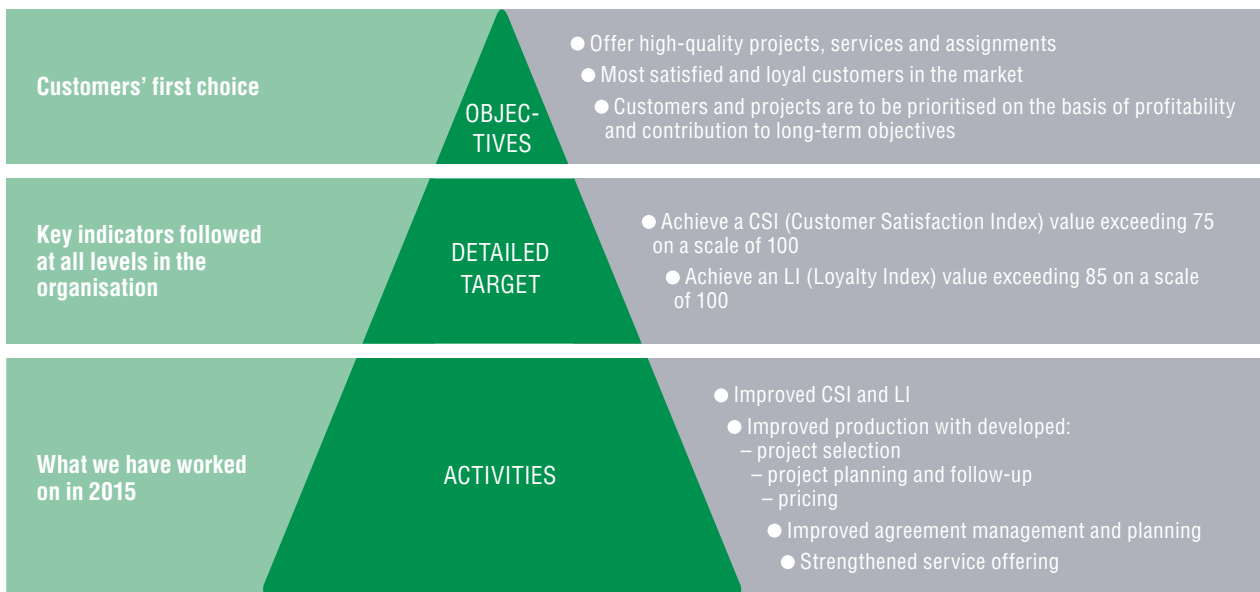 Customers’ first choice
OBJEC-
TIVES
● Offer high-quality projects, services and assignments
● Most satisfied and loyal customers in the market
● Customers and projects are to be prioritised on the basis of profitability
and contribution to long-term objectives
Key indicators followed
at all levels in the
organisation
DETAILED
TARGET
● Achieve a CSI (Customer Satisfaction Index) value exceeding 75
on a scale of 100
● Achieve an LI (Loyalty Index) value exceeding 85 on a scale
of 100
What we have worked
on in 2015
ACTIVITIES
● Improved CSI and LI
● Improved production with developed:
– project selection
– project planning and follow-up
– pricing
● Improved agreement management and planning
● Strengthened service offering